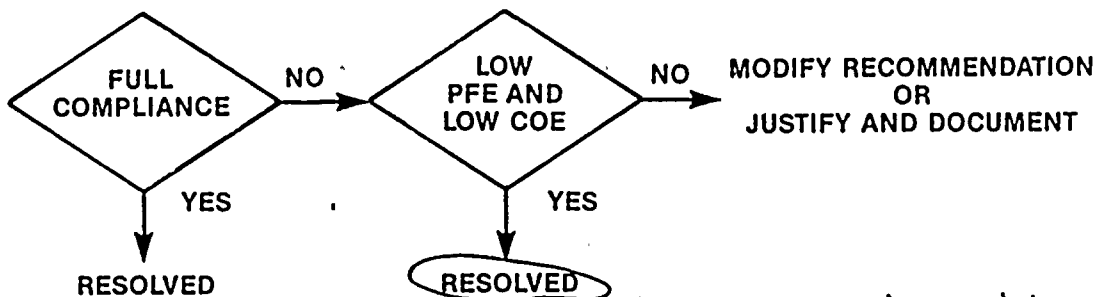 FULL
COMPLIANCE
NO
YES
RESOLVED
LOW
PFE AND
LOW COE
NO
YES
RESOLVED
MODIFY RECOMMENDATION
OR
JUSTIFY AND DOCUMENT